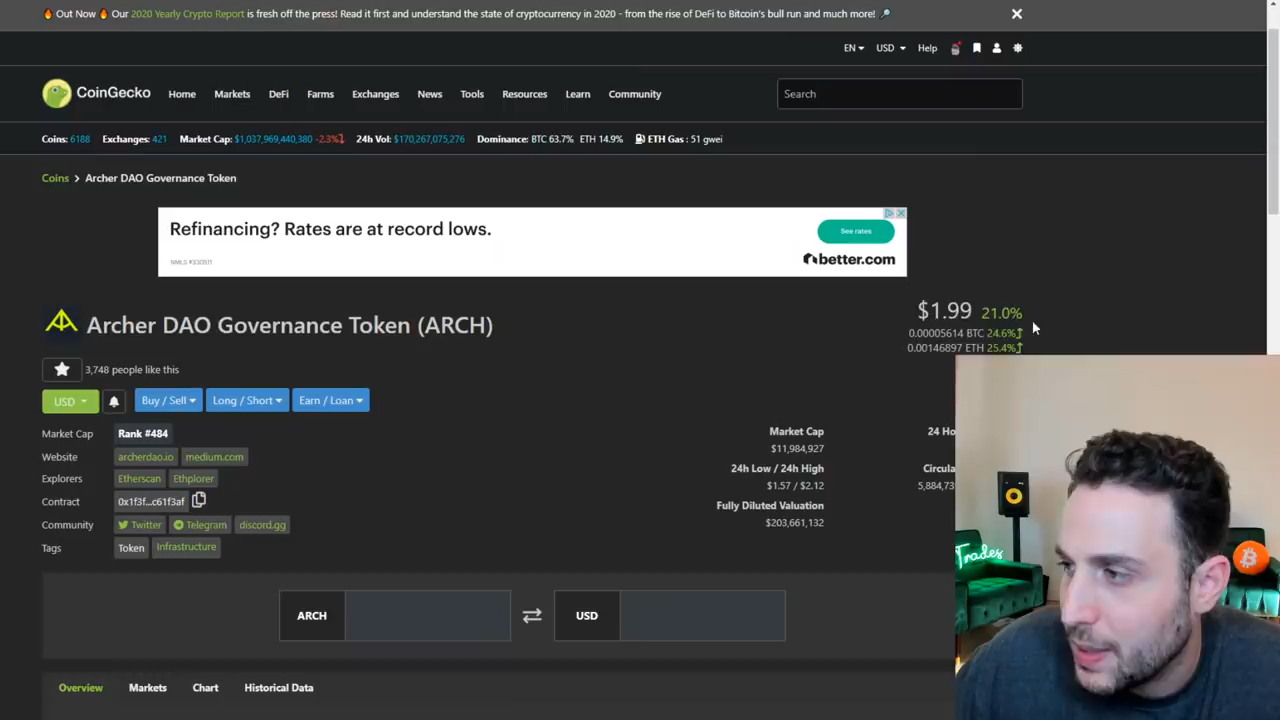 🔥 Out Now 🔥 Our 2020 Yearly Crypto Report is fresh off the press! Read it first and understand the state of cryptocurrency in 2020 - from the rise of DeFi to Bitcoin's bull run and much more! 🔎
EN USD Help
CoinGecko Home Markets DeFi Farms Exchanges News Tools Resources Learn Community Search
Coins: 6188 Exchanges: 421 Market Cap: $1,037,969,440,380 -2.3% 24h Vol: $170,267,075,276 Dominance: BTC 63.7% ETH 14.9% ETH Gas: 51 gwei
Coins > Archer DAO Governance Token
Refinancing? Rates are at record lows.
See rates
NMLS #330511
better.com
Archer DAO Governance Token (ARCH)
$1.99 21.0%
0.00005614 BTC 24.6%
0.00146897 ETH 25.4%
3,748 people like this
USD Buy / Sell Long / Short Earn / Loan
Market Cap Rank #484
Website archerdao.io medium.com
Explorers Etherscan Ethplorer
Contract 0x1f3f...c61f3af
Community Twitter Telegram discord.gg
Tags Token Infrastructure
Market Cap
$11,984,927
24h Low / 24h High
$1.57 / $2.12
Fully Diluted Valuation
$203,661,132
24 Ho
Circula
5,884,73
Trades
ARCH USD
Overview Markets Chart Historical Data